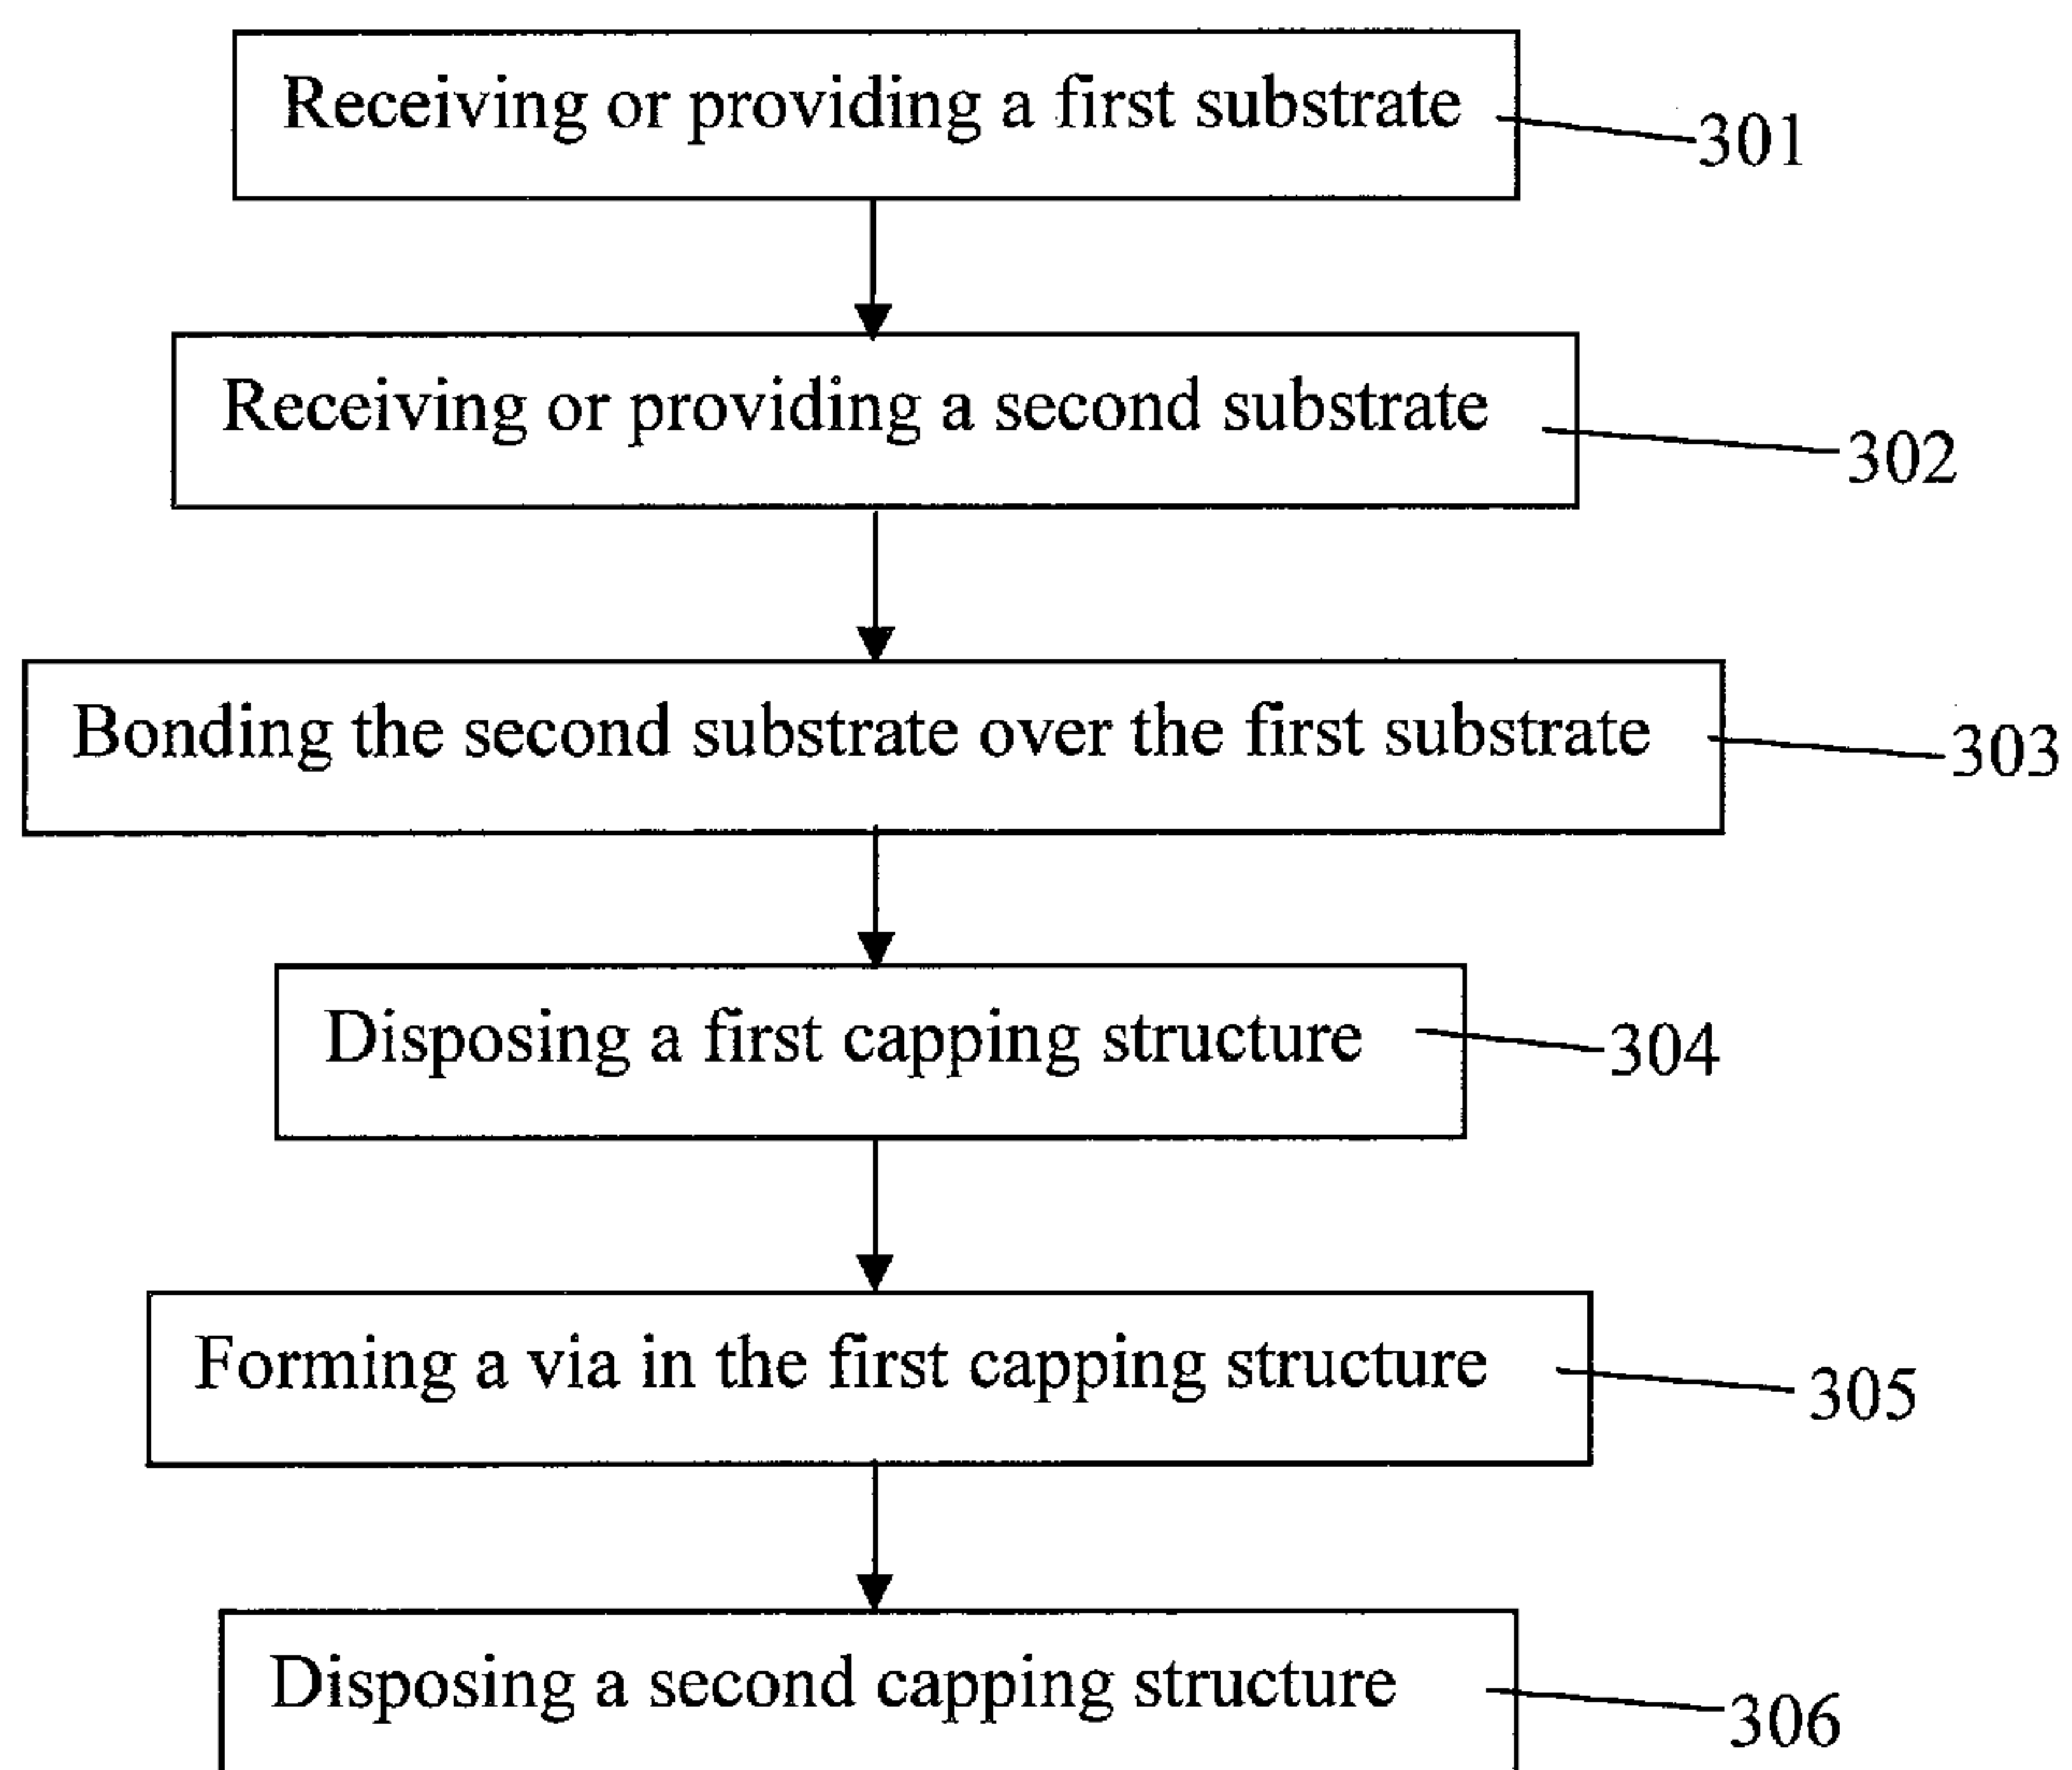 Receiving or providing a first substrate
301
Receiving or providing a second substrate
302
Bonding the second substrate over the first substrate
303
Disposing a first capping structure
304
Forming a via in the first capping structure
305
Disposing a second capping structure
306